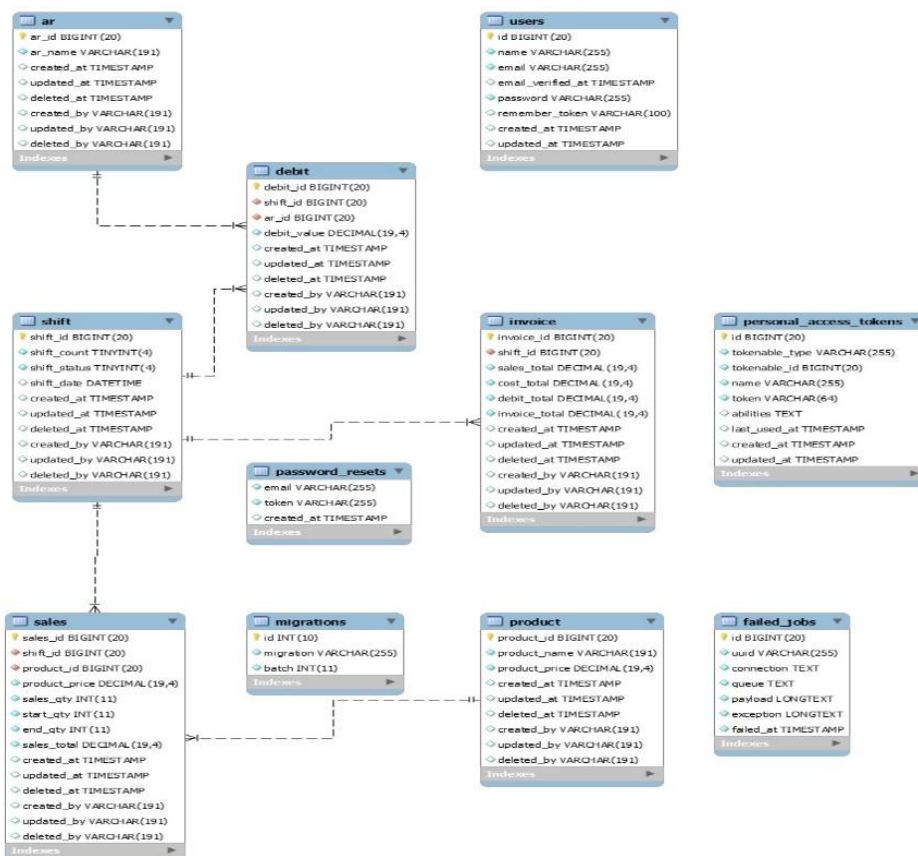 ar
ar_id BIGINT(20)
ar_name VARCHAR(191)
created_at TIMESTAMP
updated_at TIMESTAMP
deleted_at TIMESTAMP
created_by VARCHAR(191)
updated_by VARCHAR(191)
deleted_by VARCHAR(191)
Indexes
users
id BIGINT(20)
name VARCHAR(255)
email VARCHAR(255)
email_verified_at TIMESTAMP
password VARCHAR(255)
remember_token VARCHAR(100)
created_at TIMESTAMP
updated_at TIMESTAMP
Indexes
debit
debit_id BIGINT(20)
shift_id BIGINT(20)
ar_id BIGINT(20)
debit_value DECIMAL(19,4)
created_at TIMESTAMP
updated_at TIMESTAMP
deleted_at TIMESTAMP
created_by VARCHAR(191)
updated_by VARCHAR(191)
deleted_by VARCHAR(191)
Indexes
shift
shift_id BIGINT(20)
shift_count TINYINT(4)
shift_status TINYINT(4)
shift_date DATETIME
created_at TIMESTAMP
updated_at TIMESTAMP
deleted_at TIMESTAMP
created_by VARCHAR(191)
updated_by VARCHAR(191)
deleted_by VARCHAR(191)
Indexes
invoice
invoice_id BIGINT(20)
shift_id BIGINT(20)
sales_total DECIMAL(19,4)
cost_total DECIMAL(19,4)
debit_total DECIMAL(19,4)
invoice_total DECIMAL(19,4)
created_at TIMESTAMP
updated_at TIMESTAMP
deleted_at TIMESTAMP
created_by VARCHAR(191)
updated_by VARCHAR(191)
deleted_by VARCHAR(191)
Indexes
personal_access_tokens
id BIGINT(20)
tokenable_type VARCHAR(255)
tokenable_id BIGINT(20)
name VARCHAR(255)
token VARCHAR(64)
abilities TEXT
last_used_at TIMESTAMP
created_at TIMESTAMP
updated_at TIMESTAMP
Indexes
password_resets
email VARCHAR(255)
token VARCHAR(255)
created_at TIMESTAMP
Indexes
sales
sales_id BIGINT(20)
shift_id BIGINT(20)
product_id BIGINT(20)
product_price DECIMAL(19,4)
sales_qty INT(11)
start_qty INT(11)
end_qty INT(11)
sales_total DECIMAL(19,4)
created_at TIMESTAMP
updated_at TIMESTAMP
deleted_at TIMESTAMP
created_by VARCHAR(191)
updated_by VARCHAR(191)
deleted_by VARCHAR(191)
Indexes
migrations
id INT(10)
migration VARCHAR(255)
batch INT(11)
Indexes
product
product_id BIGINT(20)
product_name VARCHAR(191)
product_price DECIMAL(19,4)
created_at TIMESTAMP
updated_at TIMESTAMP
deleted_at TIMESTAMP
created_by VARCHAR(191)
updated_by VARCHAR(191)
deleted_by VARCHAR(191)
Indexes
failed_jobs
id BIGINT(20)
uuid VARCHAR(255)
connection TEXT
queue TEXT
payload LONGTEXT
exception LONGTEXT
failed_at TIMESTAMP
Indexes